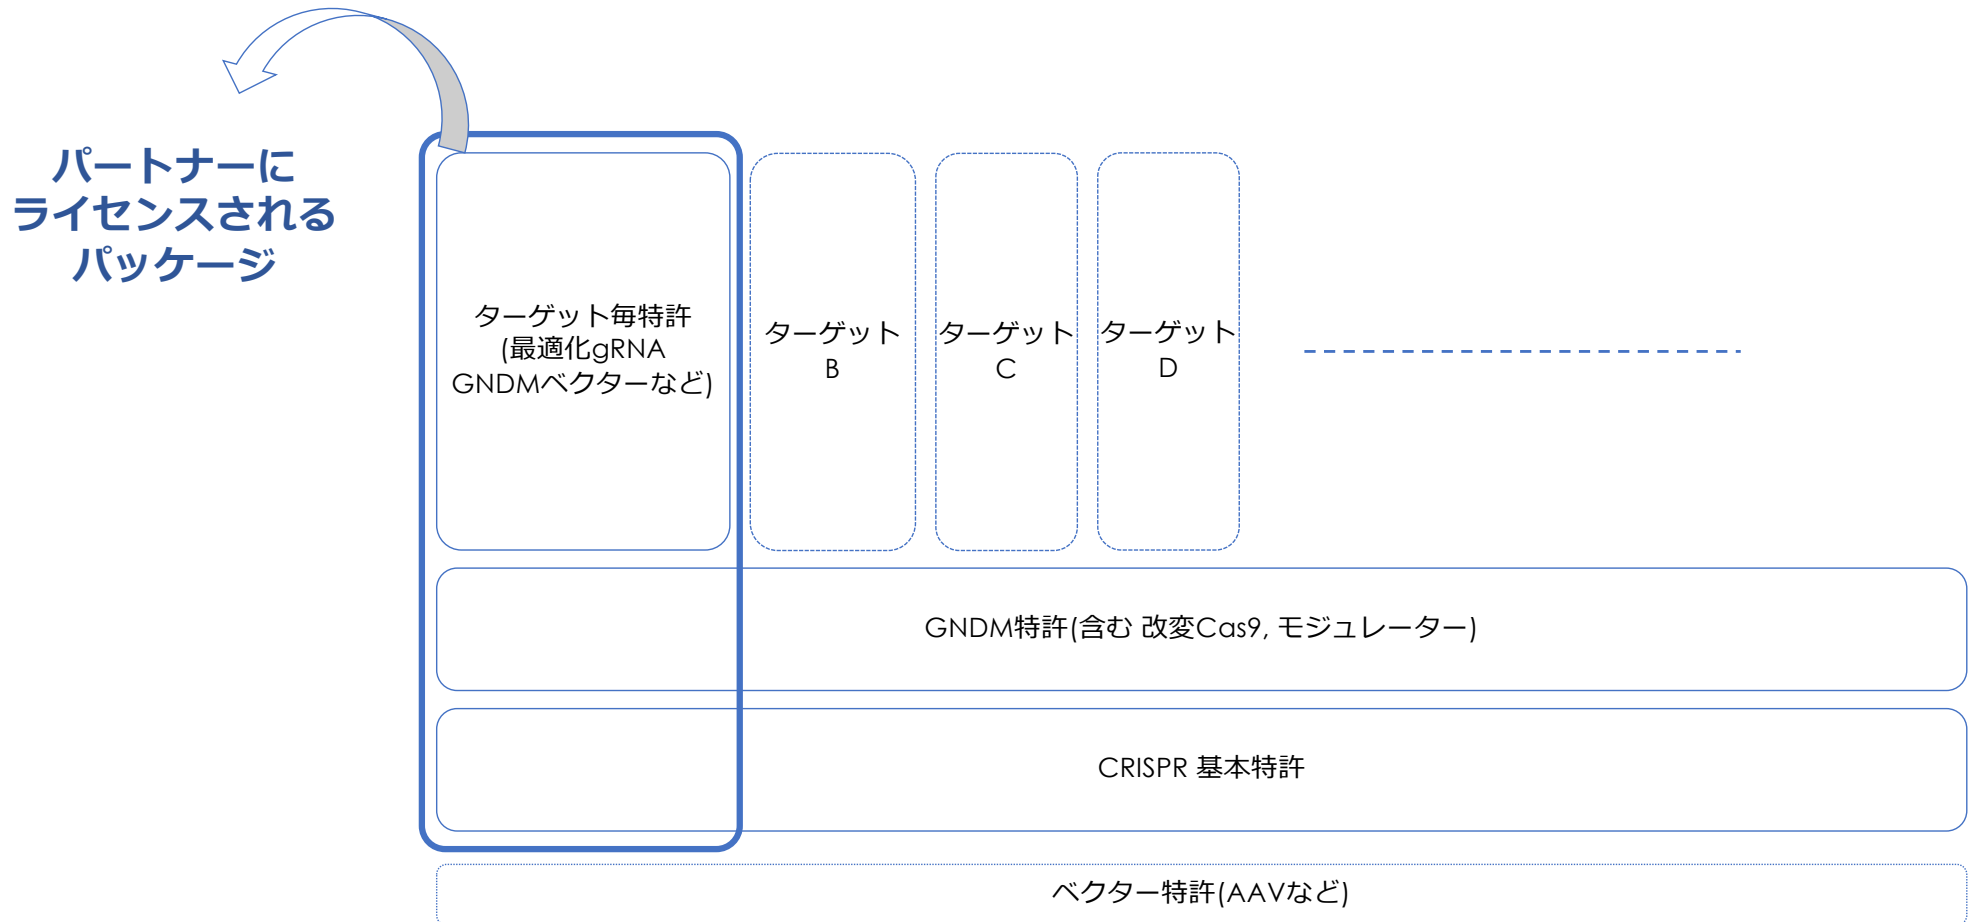 パートナーに
ライセンスされる
パッケージ
ターゲット毎特許
(最適化gRNA
GNDMベクターなど)
ターゲット
B
ターゲット
C
ターゲット
D
GNDM特許(含む 改変Cas9, モジュレーター)
CRISPR 基本特許
ベクター特許(AAVなど)